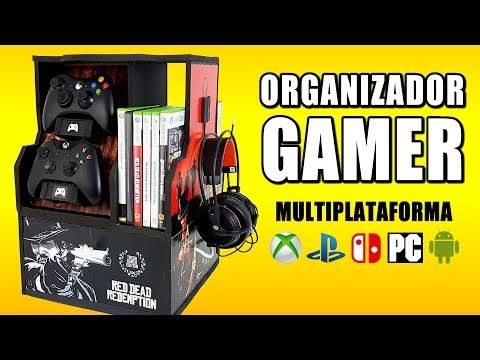 ORGANIZADOR
GAMER
MULTIPLATAFORMA
PC
RED DEAD
REDEMPTION